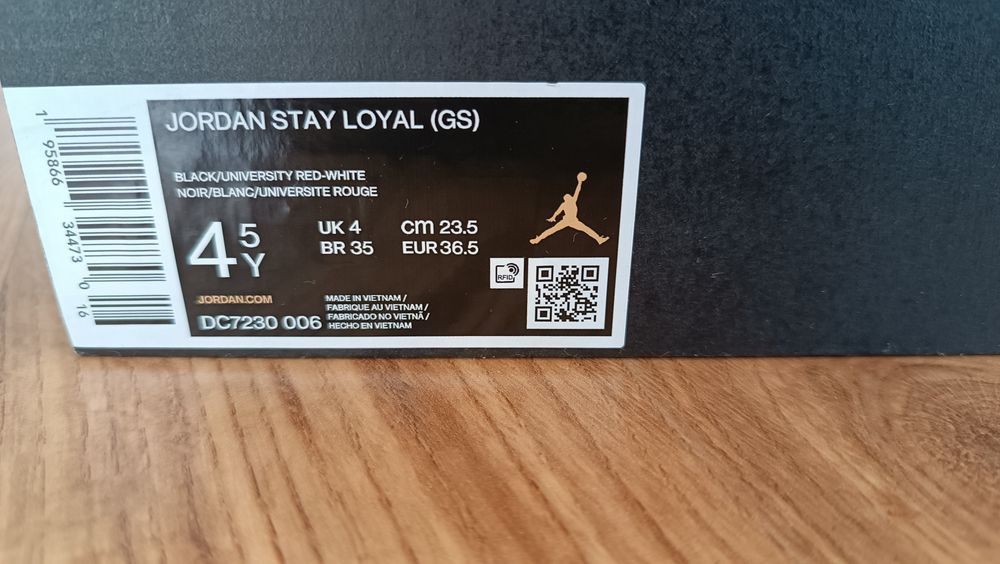 JORDAN STAY LOYAL (GS)
BLACK/UNIVERSITY RED-WHITE
NOIR/BLANC/UNIVERSITE ROUGE
4 5 Y
UK 4 CM 23.5
BR 35 EUR 36.5
RFID
JORDAN.COM
DC7230 006
MADE IN VIETNAM /
FABRIQUE AU VIETNAM /
FABRICADO NO VIETNÃ /
HECHO EN VIETNAM
1 95866 34473 0 16